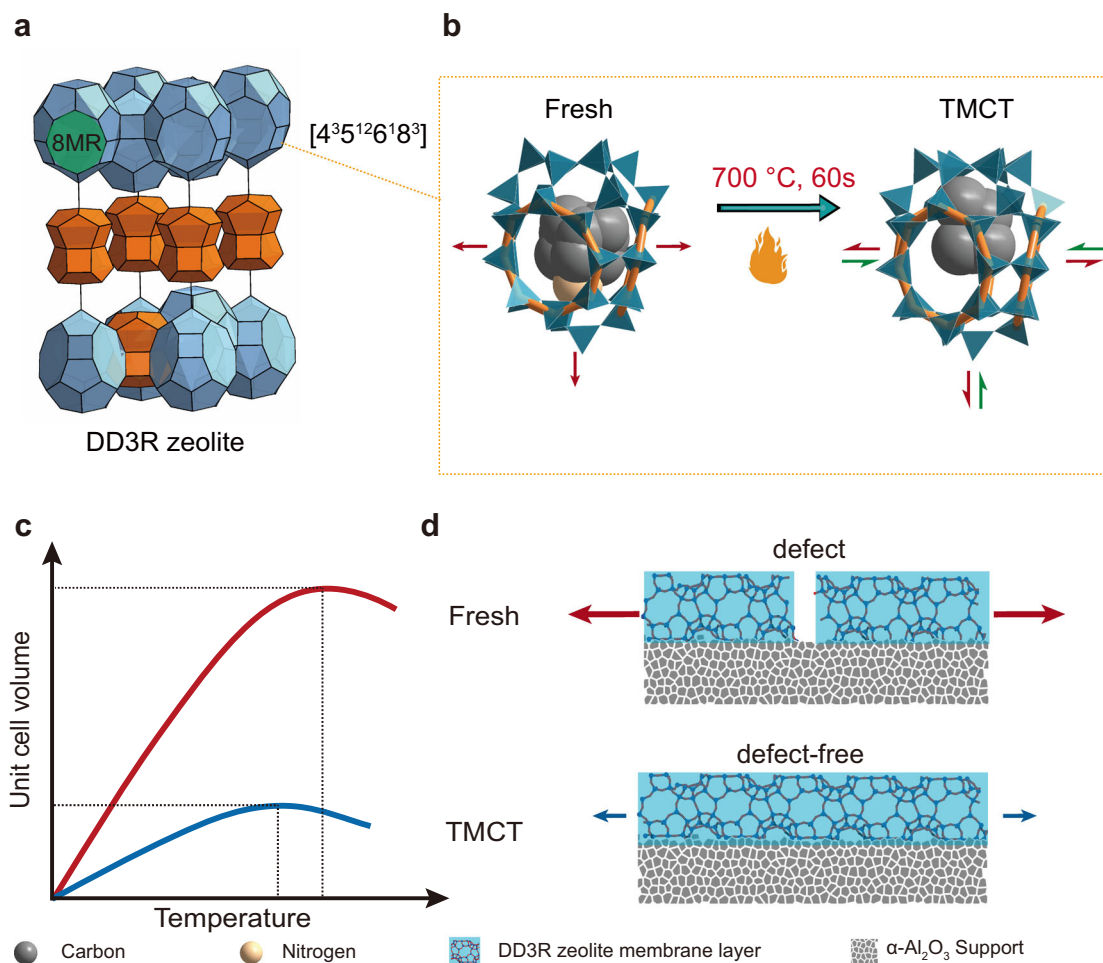 a
8MR
[4³5¹²6¹8³]
DD3R zeolite
b
Fresh
TMCT
700 °C, 60s
c
Unit cell volume
Temperature
d
defect
Fresh
defect-free
TMCT
Carbon
Nitrogen
DD3R zeolite membrane layer
α-Al₂O₃ Support